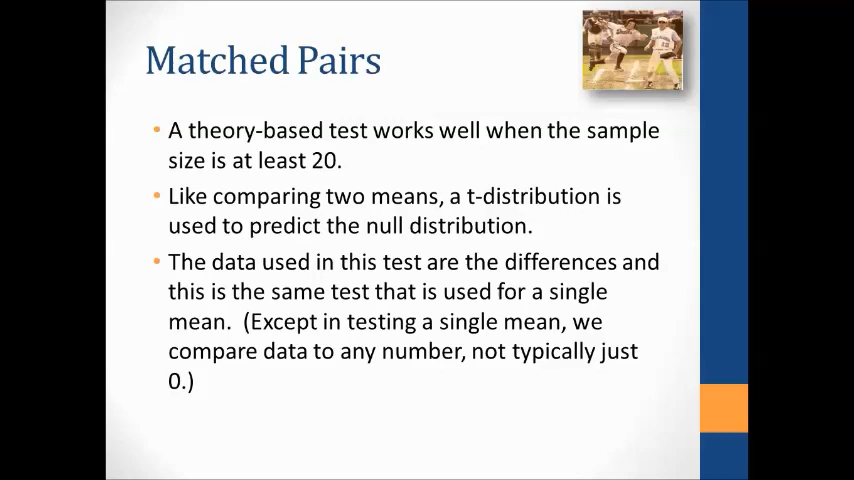 Matched Pairs
• A theory-based test works well when the sample
size is at least 20.
• Like comparing two means, a t-distribution is
used to predict the null distribution.
• The data used in this test are the differences and
this is the same test that is used for a single
mean.  (Except in testing a single mean, we
compare data to any number, not typically just
0.)